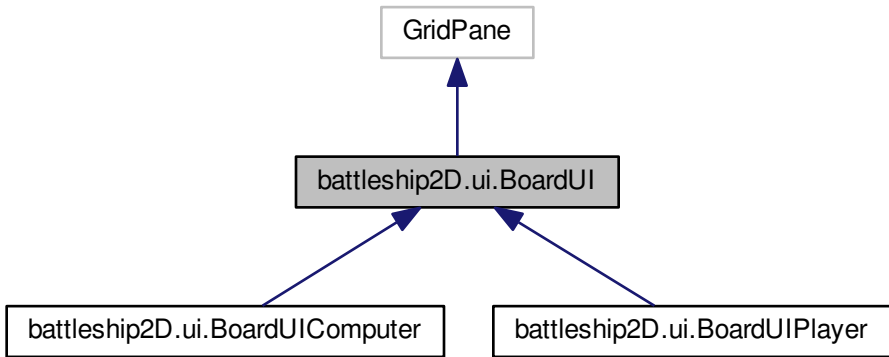 GridPane
battleship2D.ui.BoardUI
battleship2D.ui.BoardUIComputer
battleship2D.ui.BoardUIPlayer